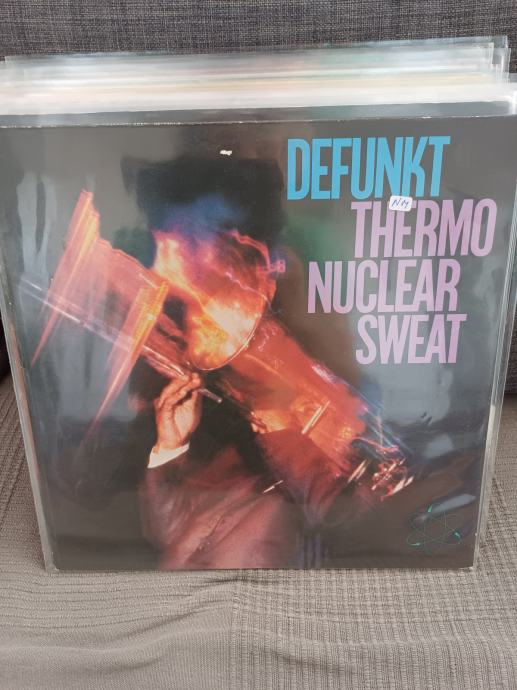 DEFUNKT
NM
THERMO
NUCLEAR
SWEAT